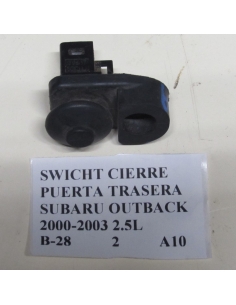 SWICHT CIERRE
PUERTA TRASERA
SUBARU OUTBACK
2000-2003 2.5L
B-28 2 A10